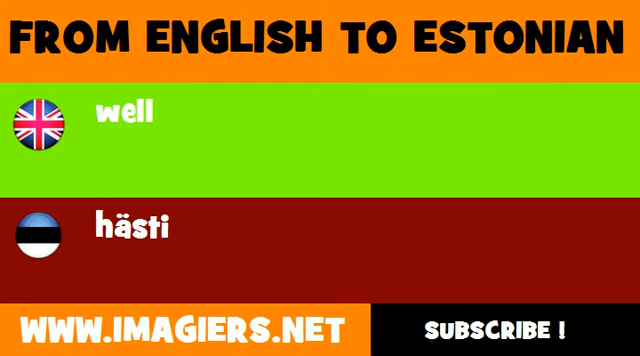 FROM ENGLISH TO ESTONIAN
well
hästi
WWW.IMAGIERS.NET
SUBSCRIBE !